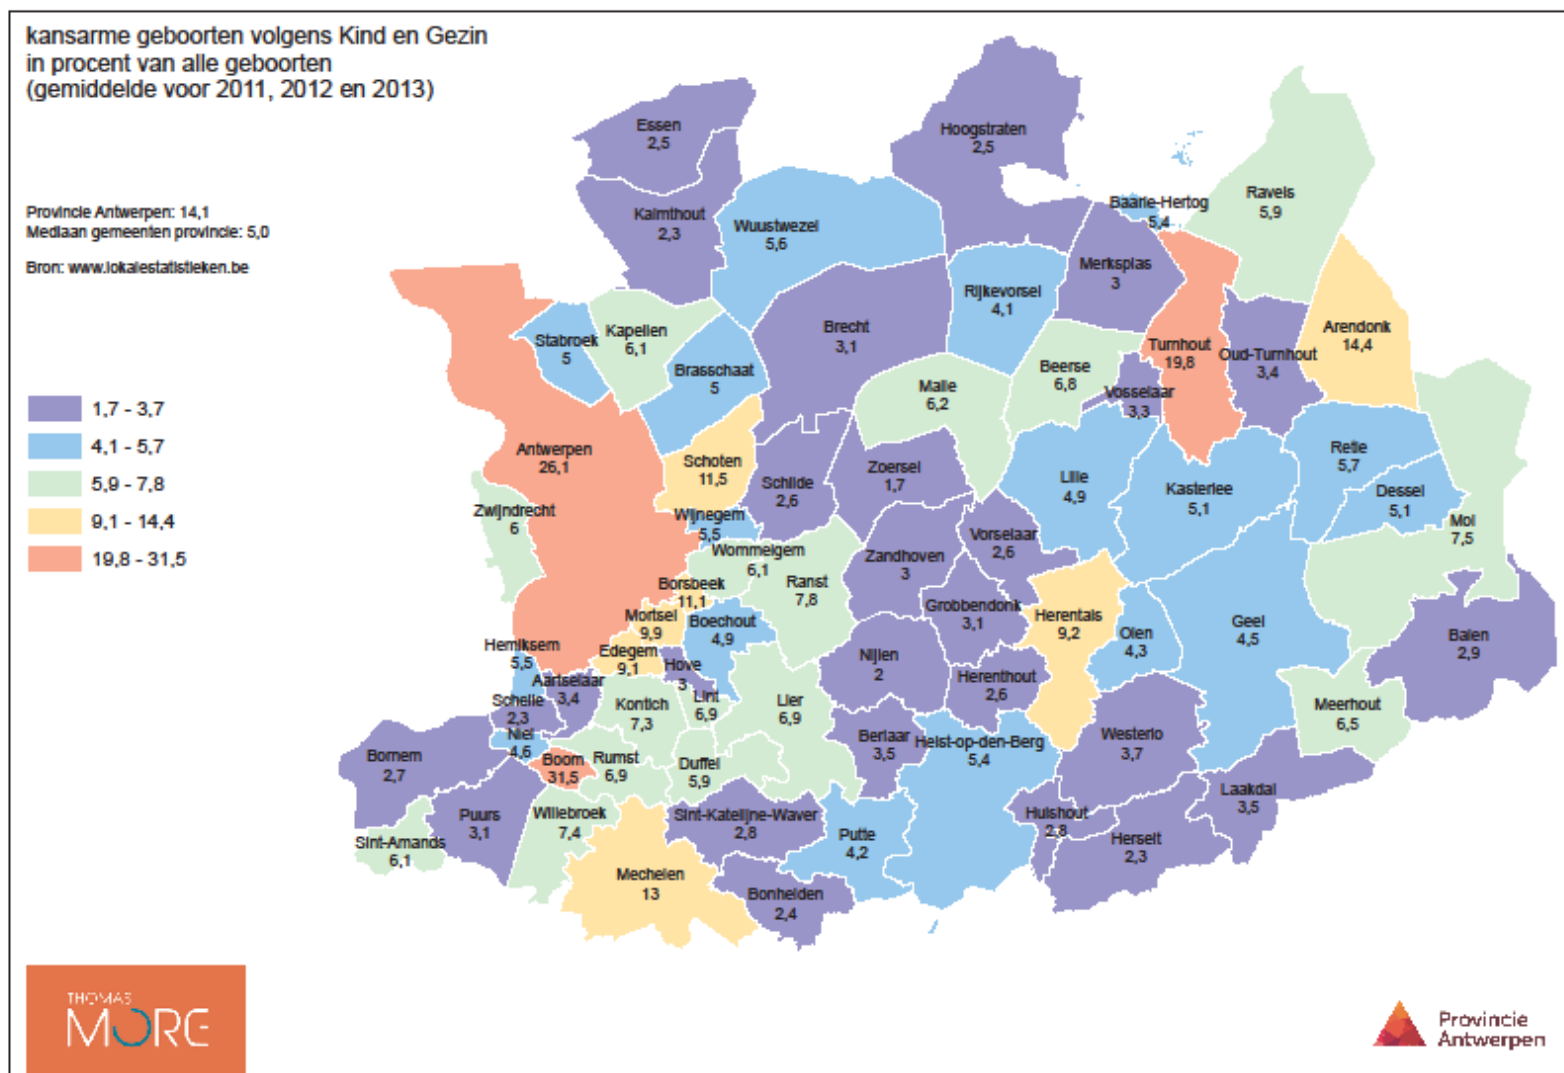 kansarme geboorten volgens Kind en Gezin
in procent van alle geboorten
(gemiddelde voor 2011, 2012 en 2013)
Provincie Antwerpen: 14,1
Mediaan gemeenten provincie: 5,0
Bron: www.lokalestatistieken.be
1,7 - 3,7
4,1 - 5,7
5,9 - 7,8
9,1 - 14,4
19,8 - 31,5
Essen
2,5
Hoogstraten
2,5
Kalmthout
2,3
Wuustwezel
5,6
Baarle-Hertog
5,4
Ravels
5,9
Merksplas
3
Rijkevorsel
4,1
Brecht
3,1
Stabroek
5
Kapellen
6,1
Brasschaat
5
Turnhout
19,8
Oud-Turnhout
3,4
Arendonk
14,4
Beerse
6,8
Vosselaar
3,3
Malle
6,2
Antwerpen
26,1
Schoten
11,5
Schilde
2,6
Zoersel
1,7
Lille
4,9
Kasterlee
5,1
Retie
5,7
Dessel
5,1
Mol
7,5
Zwijndrecht
6
Wijnegem
5,5
Wommelgem
6,1
Ranst
7,8
Zandhoven
3
Vorselaar
2,6
Borsbeek
11,1
Mortsel
9,9
Boechout
4,9
Grobbendonk
3,1
Herentals
9,2
Olen
4,3
Geel
4,5
Balen
2,9
Hemiksem
5,5
Edegem
9,1
Hove
3
Aartselaar
3,4
Schelle
2,3
Kontich
7,3
Lint
6,9
Lier
6,9
Nijlen
2
Herenthout
2,6
Meerhout
6,5
Niel
4,6
Bornem
2,7
Boom
31,5
Rumst
6,9
Duffel
5,9
Berlaar
3,5
Heist-op-den-Berg
5,4
Westerlo
3,7
Laakdal
3,5
Puurs
3,1
Willebroek
7,4
Sint-Katelijne-Waver
2,8
Putte
4,2
Hulshout
2,8
Herselt
2,3
Sint-Amands
6,1
Mechelen
13
Bonheiden
2,4
THOMAS
MORE
Provincie
Antwerpen